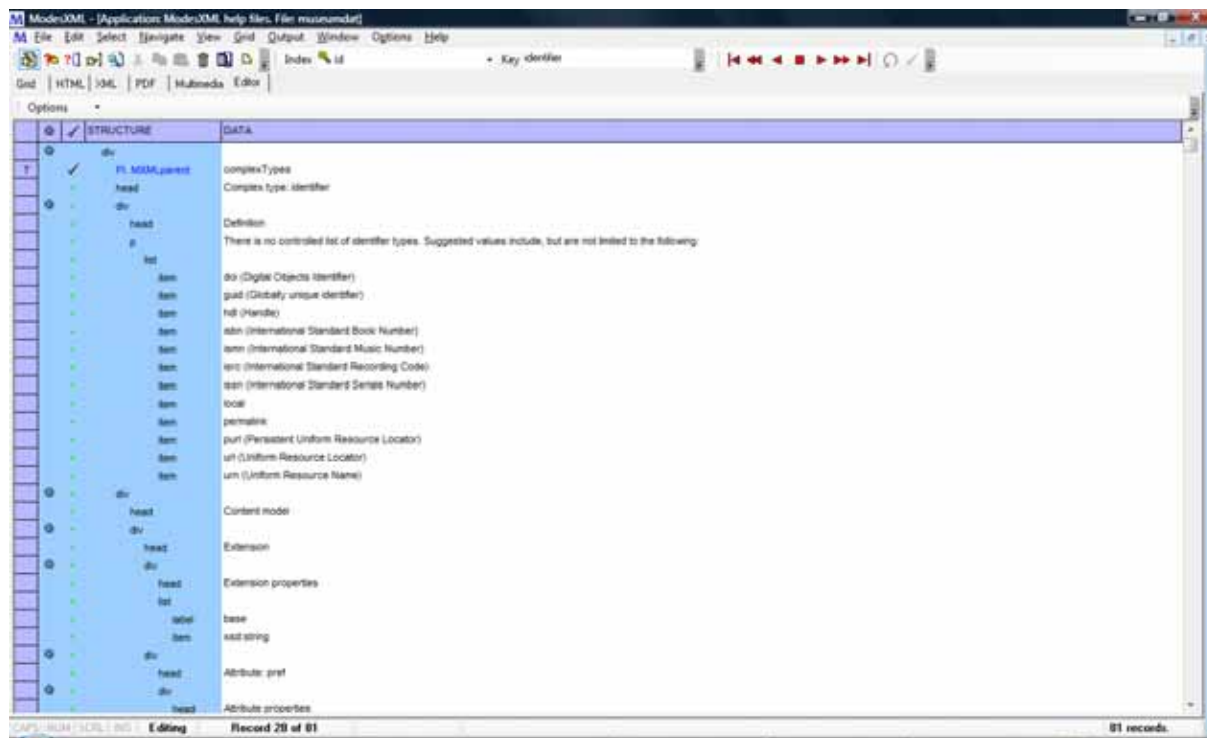 ModesXML - [Application: ModesXML help files. File: museumdat]
File Edit Select Navigate View Grid Output Window Options Help
Index id Key identifier
Grid HTML XML PDF Multimedia Editor
Options
STRUCTURE DATA
div
T PI: MXMLparent complexTypes
head Complex type: identifier
div
head Definition
p There is no controlled list of identifier types. Suggested values include, but are not limited to the following:
list
item doi (Digital Objects Identifier)
item guid (Globally unique identifier)
item hdl (Handle)
item isbn (International Standard Book Number)
item ismn (International Standard Music Number)
item isrc (International Standard Recording Code)
item issn (International Standard Serials Number)
item local
item permalink
item purl (Persistent Uniform Resource Locator)
item url (Uniform Resource Locator)
item urn (Uniform Resource Name)
div
head Content model
div
head Extension
div
head Extension properties
list
label base
item xsd:string
div
head Attribute: pref
div
head Attribute properties
CAPS NUM SCRL INS Editing Record 28 of 81 81 records.